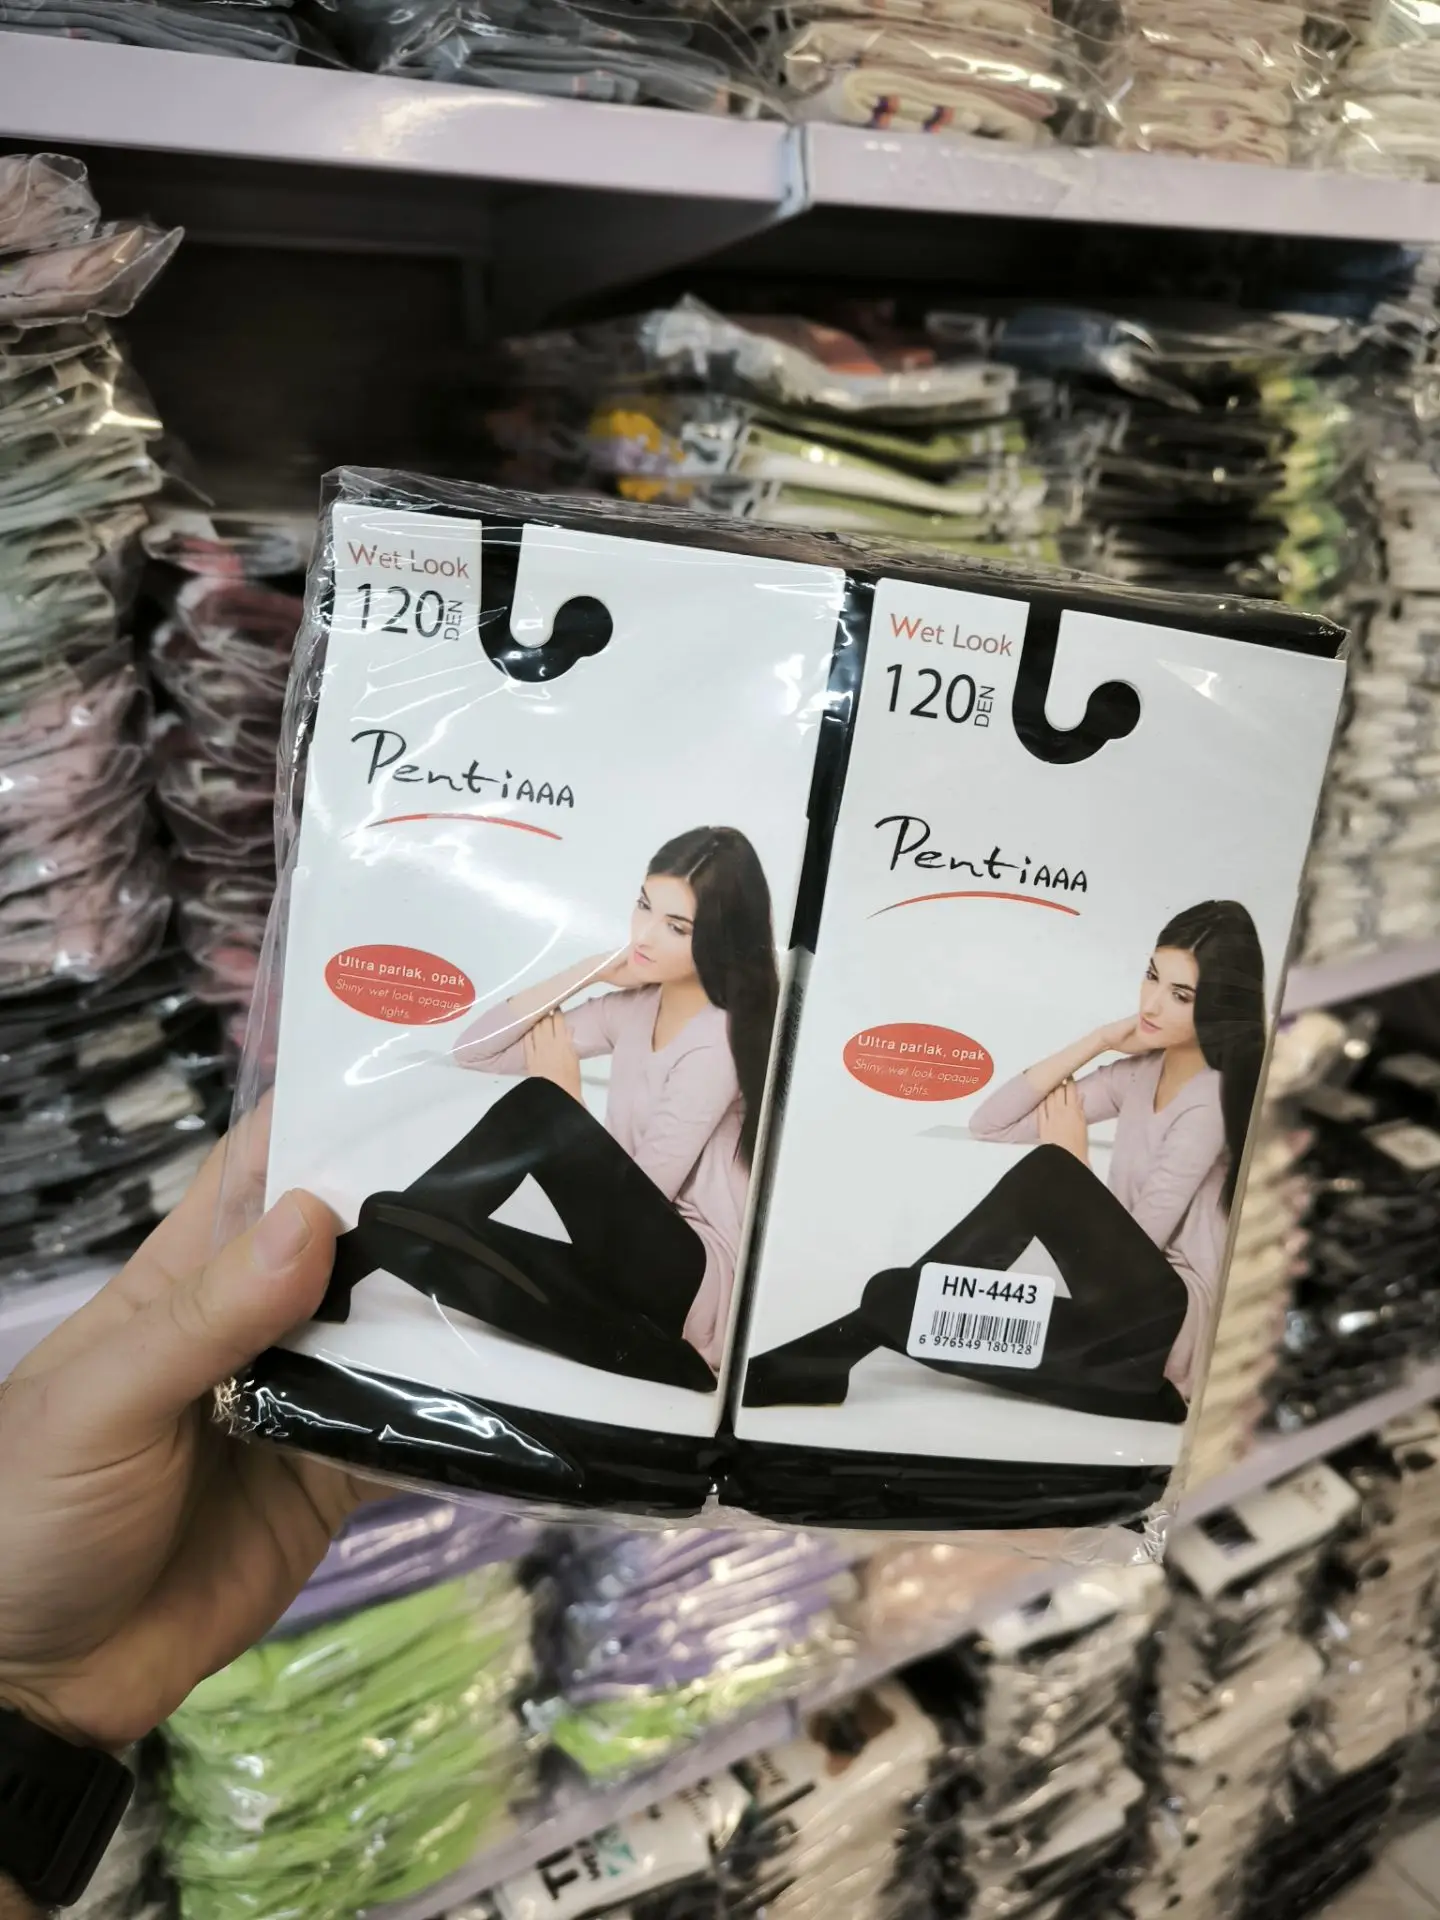 Wet Look
120 DEN
PentiAAA
Ultra parlak, opak
Shiny, wet look opaque
tights.
Wet Look
120 DEN
PentiAAA
Ultra parlak, opak
Shiny, wet look opaque
tights.
HN-4443
6 976549 180128